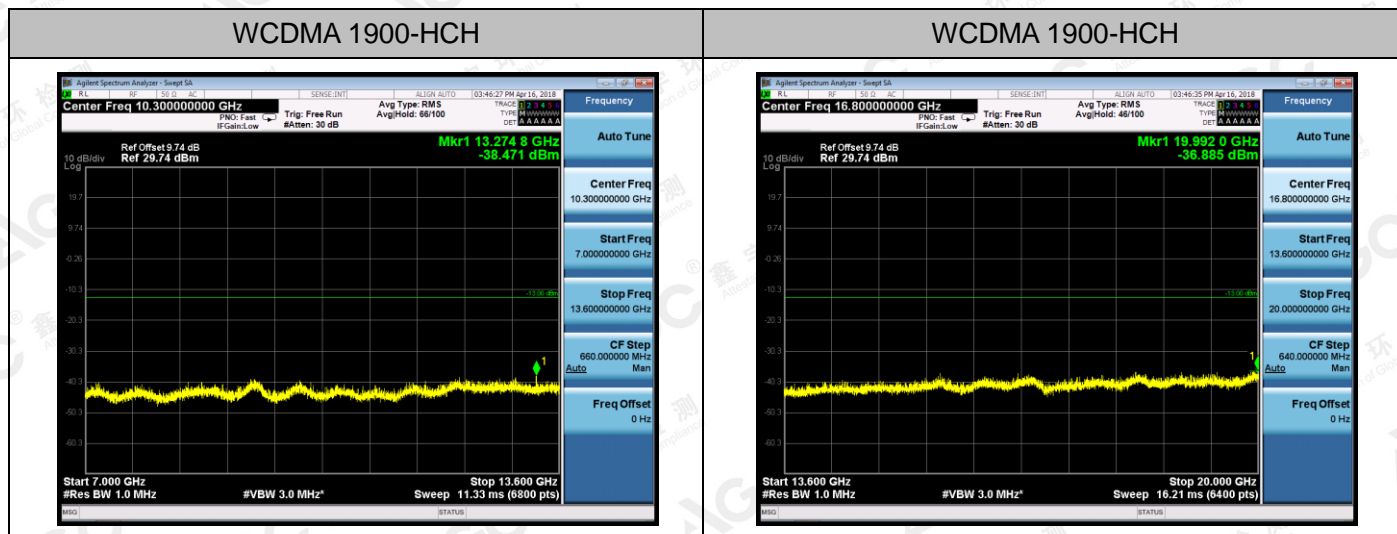 WCDMA 1900-HCH
Agilent Spectrum Analyzer - Swept SA
RL RF 50 Ω AC SENSE:INT ALIGN AUTO 03:46:27 PM Apr 16, 2018
Center Freq 10.300000000 GHz
PNO: Fast
IFGain:Low
Trig: Free Run
#Atten: 30 dB
Avg Type: RMS
Avg|Hold: 66/100
TRACE 1 2 3 4 5 6
TYPE M WWWWW
DET A A A A A A
Mkr1 13.274 8 GHz
-38.471 dBm
Ref Offset 9.74 dB
10 dB/div Ref 29.74 dBm
Log
19.7
9.74
-0.26
-10.3
-13.00 dBm
-20.3
-30.3
1
-40.3
-50.3
-60.3
Start 7.000 GHz Stop 13.600 GHz
#Res BW 1.0 MHz #VBW 3.0 MHz* Sweep 11.33 ms (6800 pts)
MSG STATUS
Frequency
Auto Tune
Center Freq
10.300000000 GHz
Start Freq
7.000000000 GHz
Stop Freq
13.600000000 GHz
CF Step
660.000000 MHz
Auto Man
Freq Offset
0 Hz
WCDMA 1900-HCH
Agilent Spectrum Analyzer - Swept SA
RL RF 50 Ω AC SENSE:INT ALIGN AUTO 03:46:35 PM Apr 16, 2018
Center Freq 16.800000000 GHz
PNO: Fast
IFGain:Low
Trig: Free Run
#Atten: 30 dB
Avg Type: RMS
Avg|Hold: 46/100
TRACE 1 2 3 4 5 6
TYPE M WWWWW
DET A A A A A A
Mkr1 19.992 0 GHz
-36.885 dBm
Ref Offset 9.74 dB
10 dB/div Ref 29.74 dBm
Log
19.7
9.74
-0.26
-10.3
-13.00 dBm
-20.3
-30.3
1
-40.3
-50.3
-60.3
Start 13.600 GHz Stop 20.000 GHz
#Res BW 1.0 MHz #VBW 3.0 MHz* Sweep 16.21 ms (6400 pts)
MSG STATUS
Frequency
Auto Tune
Center Freq
16.800000000 GHz
Start Freq
13.600000000 GHz
Stop Freq
20.000000000 GHz
CF Step
640.000000 MHz
Auto Man
Freq Offset
0 Hz